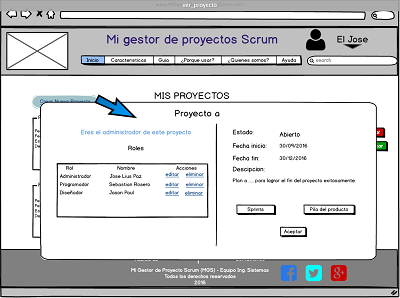 ver_proyecto
Mi gestor de proyectos Scrum
El Jose
Inicio Caracteristicas Guia ¿Porque usar? ¿Quienes somos? Ayuda search
MIS PROYECTOS
Crear Nuevo Proyecto
Proyecto a
Eres el administrador de este proyecto
Roles
Rol Nombre Acciones
Administrador Jose Lius Paz editar eliminar
Programador Sebastian Rosero editar eliminar
Diseñador Jason Paul editar eliminar
Estado: Abierto
Fecha inicio: 30/09/2016
Fecha fin: 30/12/2016
Descipcion:
Plan a .... para lograr el fin del proyecto exitosamente.
Sprints Pila del producto
Aceptar
Mi Gestor de Proyecto Scrum (MGS) - Equipo Ing. Sistemas
Todos los derechos reservados
2016